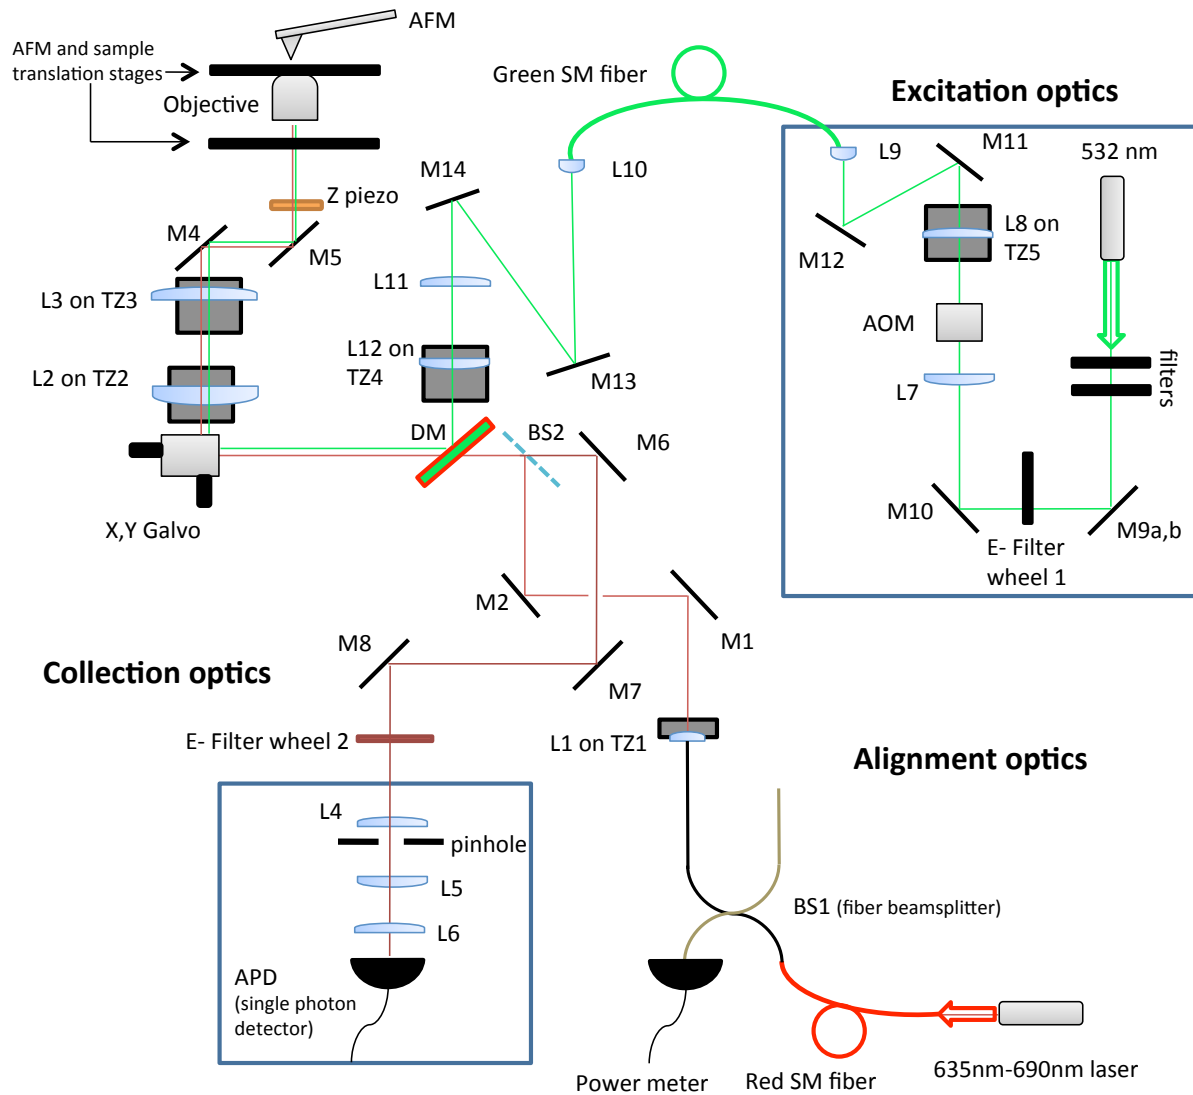 AFM
AFM and sample
translation stages
Objective
Z piezo
M4
M5
L3 on TZ3
L2 on TZ2
X,Y Galvo
Green SM fiber
L10
M14
L11
L12 on
TZ4
M13
DM
BS2
M6
Excitation optics
L9
M11
532 nm
M12
L8 on
TZ5
AOM
L7
filters
M10
E- Filter
wheel 1
M9a,b
M2
M1
M8
M7
Collection optics
E- Filter wheel 2
L1 on TZ1
Alignment optics
L4
pinhole
L5
L6
APD
(single photon
detector)
BS1 (fiber beamsplitter)
Power meter
Red SM fiber
635nm-690nm laser